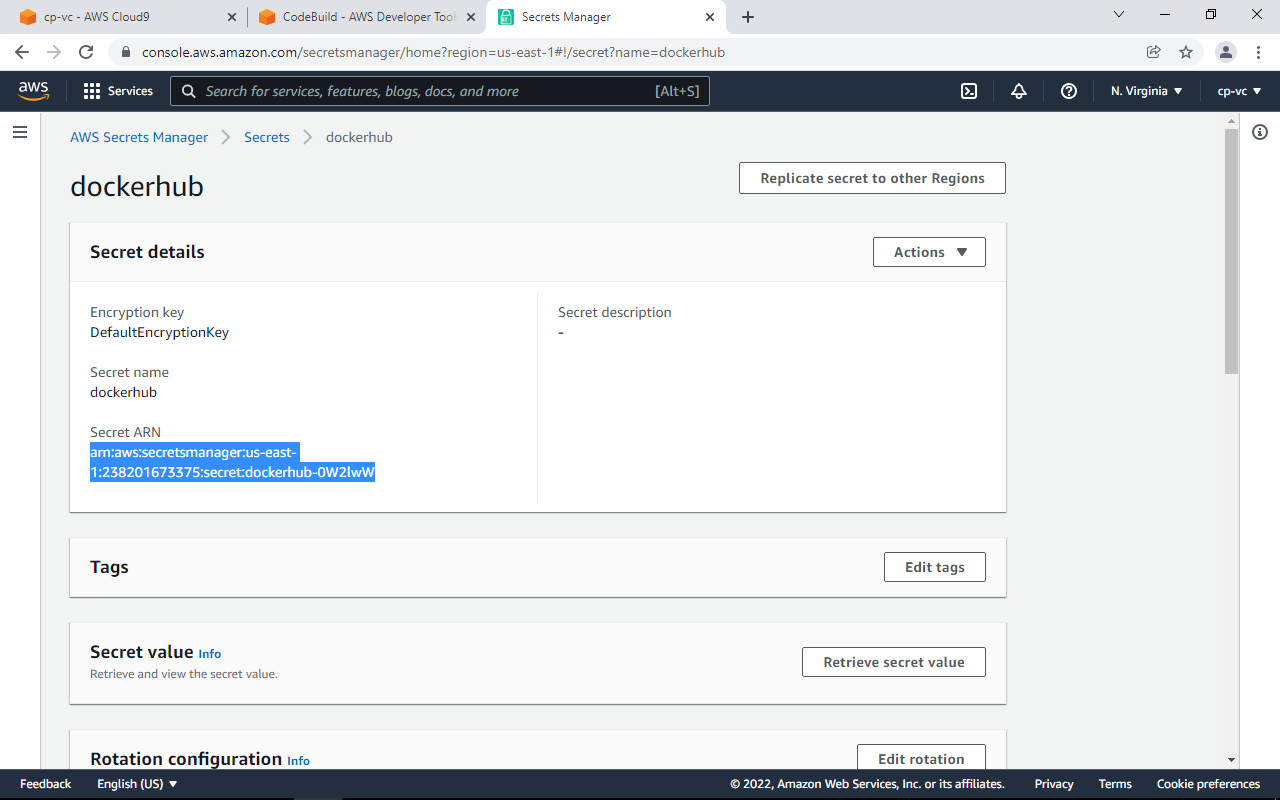 cp-vc - AWS Cloud9
CodeBuild - AWS Developer Tool
Secrets Manager
console.aws.amazon.com/secretsmanager/home?region=us-east-1#!/secret?name=dockerhub
aws
Services
Search for services, features, blogs, docs, and more
[Alt+S]
N. Virginia
cp-vc
AWS Secrets Manager
Secrets
dockerhub
dockerhub
Replicate secret to other Regions
Secret details
Actions
Encryption key
DefaultEncryptionKey
Secret description
-
Secret name
dockerhub
Secret ARN
arn:aws:secretsmanager:us-east-
1:238201673375:secret:dockerhub-0W2lwW
Tags
Edit tags
Secret value Info
Retrieve and view the secret value.
Retrieve secret value
Rotation configuration Info
Edit rotation
Feedback
English (US)
© 2022, Amazon Web Services, Inc. or its affiliates.
Privacy
Terms
Cookie preferences